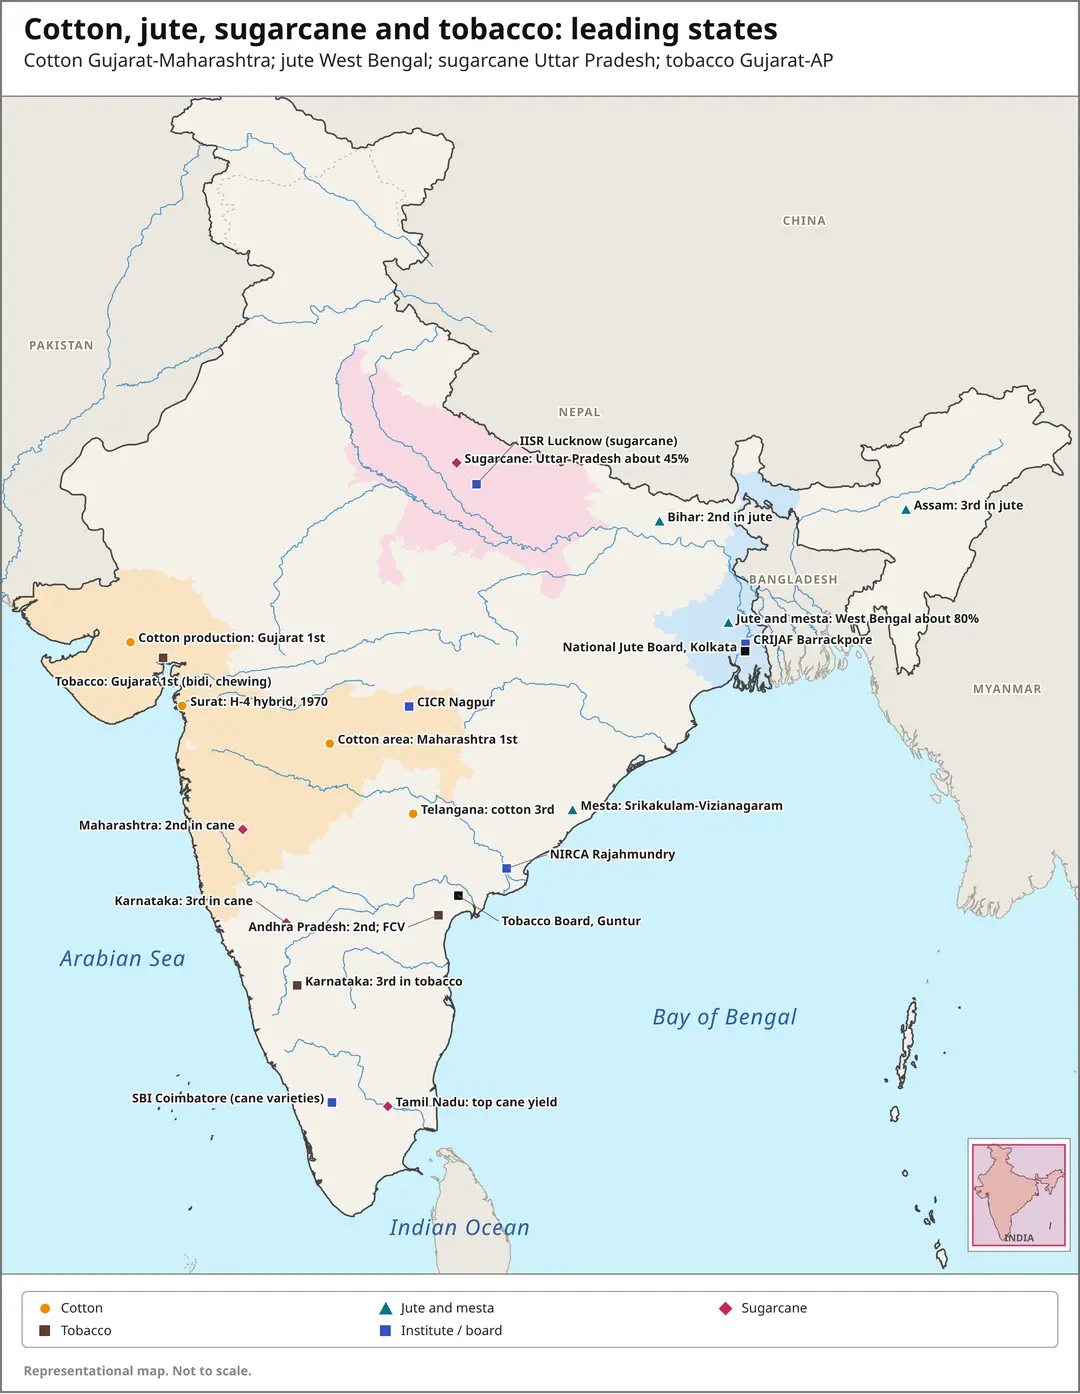 Cotton, jute, sugarcane and tobacco: leading states
Cotton Gujarat-Maharashtra; jute West Bengal; sugarcane Uttar Pradesh; tobacco Gujarat-AP
CHINA
PAKISTAN
NEPAL
IISR Lucknow (sugarcane)
Sugarcane: Uttar Pradesh about 45%
Bihar: 2nd in jute
Assam: 3rd in jute
BANGLADESH
Jute and mesta: West Bengal about 80%
Cotton production: Gujarat 1st
CRIJAF Barrackpore
National Jute Board, Kolkata
Tobacco: Gujarat 1st (bidi, chewing)
MYANMAR
Surat: H-4 hybrid, 1970
CICR Nagpur
Cotton area: Maharashtra 1st
Telangana: cotton 3rd
Mesta: Srikakulam-Vizianagaram
Maharashtra: 2nd in cane
NIRCA Rajahmundry
Karnataka: 3rd in cane
Tobacco Board, Guntur
Andhra Pradesh: 2nd; FCV
Arabian Sea
Karnataka: 3rd in tobacco
Bay of Bengal
SBI Coimbatore (cane varieties)
Tamil Nadu: top cane yield
Indian Ocean
INDIA
Cotton
Jute and mesta
Sugarcane
Tobacco
Institute / board
Representational map. Not to scale.